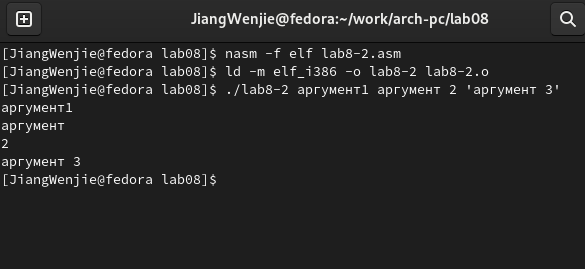 JiangWenjie@fedora:~/work/arch-pc/lab08
[JiangWenjie@fedora lab08]$ nasm -f elf lab8-2.asm
[JiangWenjie@fedora lab08]$ ld -m elf_i386 -o lab8-2 lab8-2.o
[JiangWenjie@fedora lab08]$ ./lab8-2 аргумент1 аргумент 2 'аргумент 3'
аргумент1
аргумент
2
аргумент 3
[JiangWenjie@fedora lab08]$